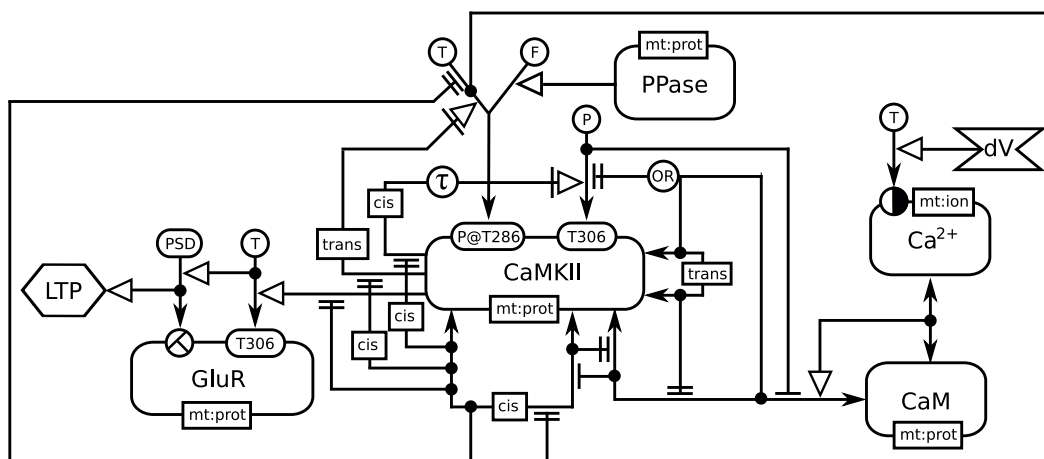 T
F
mt:prot
PPase
P
T
dV
τ
OR
cis
mt:ion
Ca2+
PSD
T
trans
P@T286
T306
CaMKII
trans
LTP
mt:prot
cis
T306
GluR
cis
mt:prot
cis
CaM
mt:prot